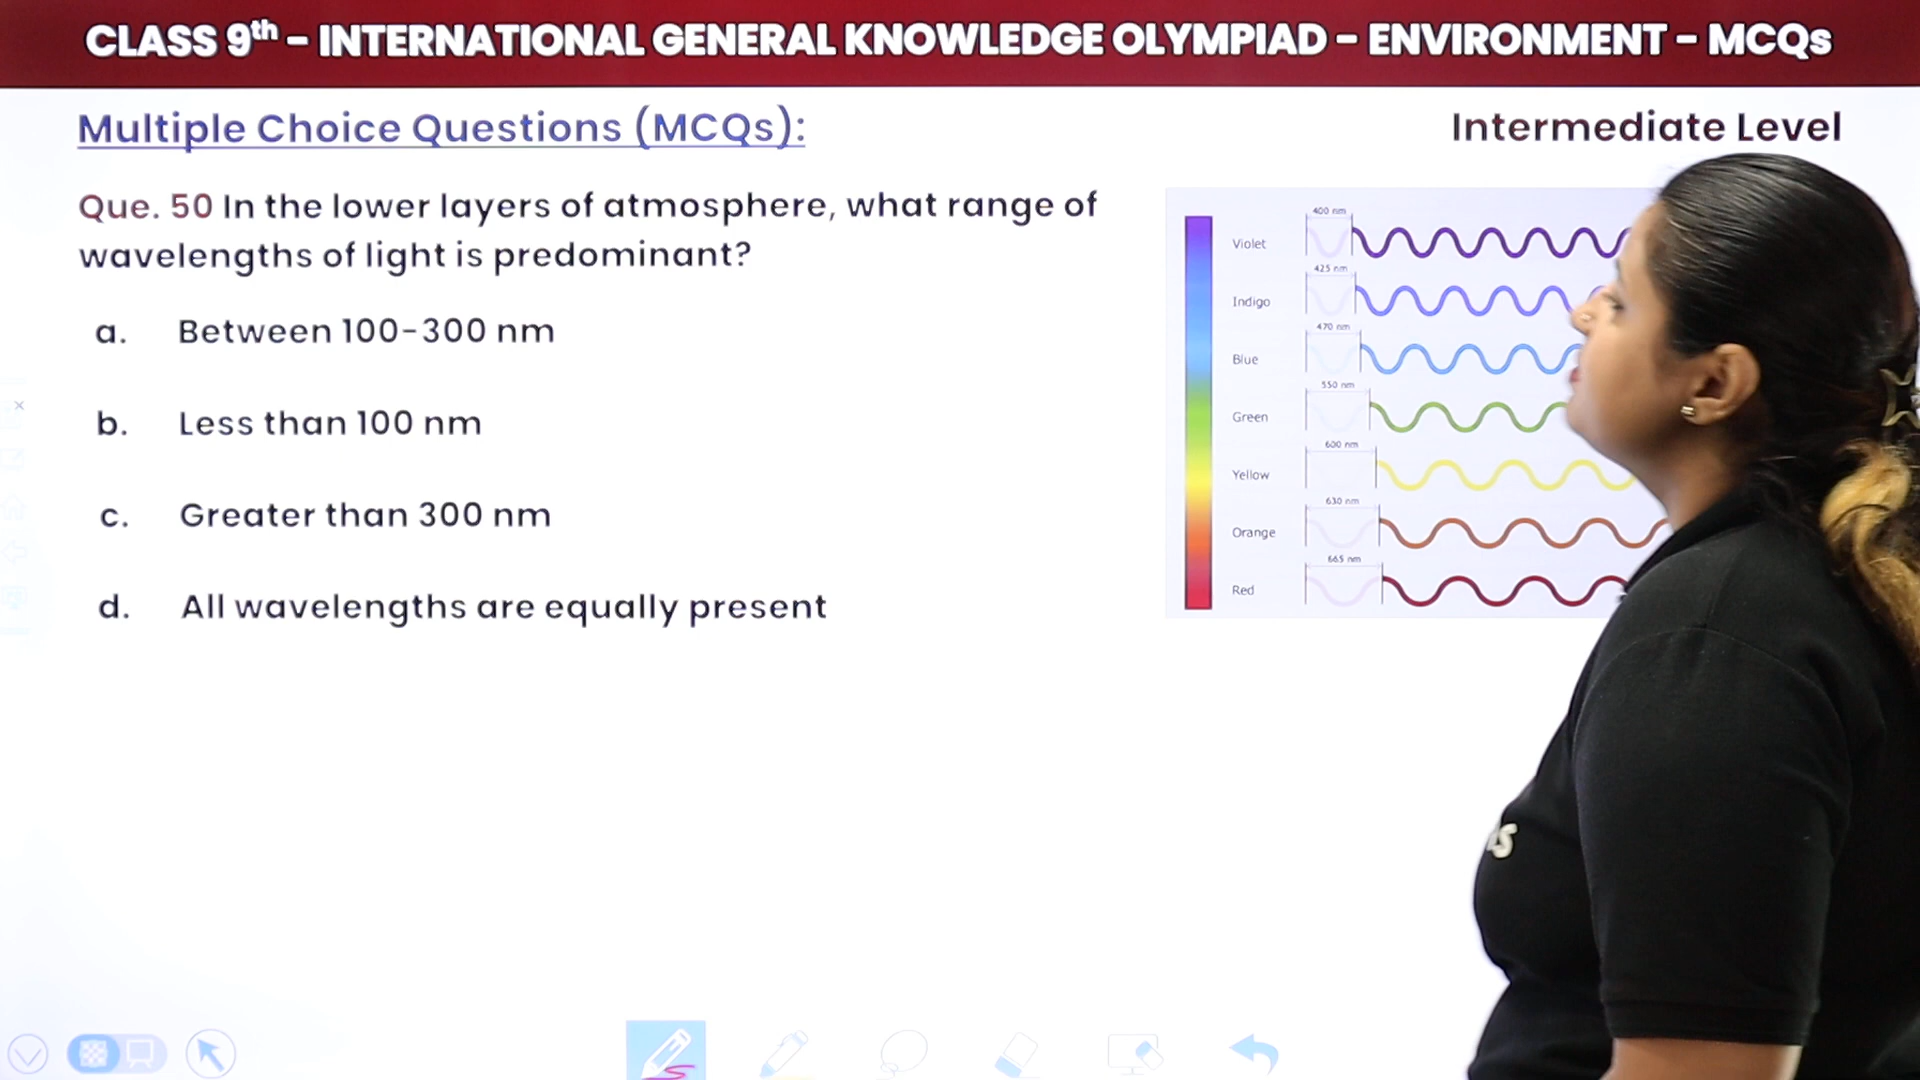 CLASS 9th – INTERNATIONAL GENERAL KNOWLEDGE OLYMPIAD – ENVIRONMENT – MCQs
Multiple Choice Questions (MCQs):
Intermediate Level
Que. 50 In the lower layers of atmosphere, what range of
wavelengths of light is predominant?
a. Between 100-300 nm
b. Less than 100 nm
c. Greater than 300 nm
d. All wavelengths are equally present
400 nm
Violet
425 nm
Indigo
470 nm
Blue
550 nm
Green
600 nm
Yellow
630 nm
Orange
665 nm
Red